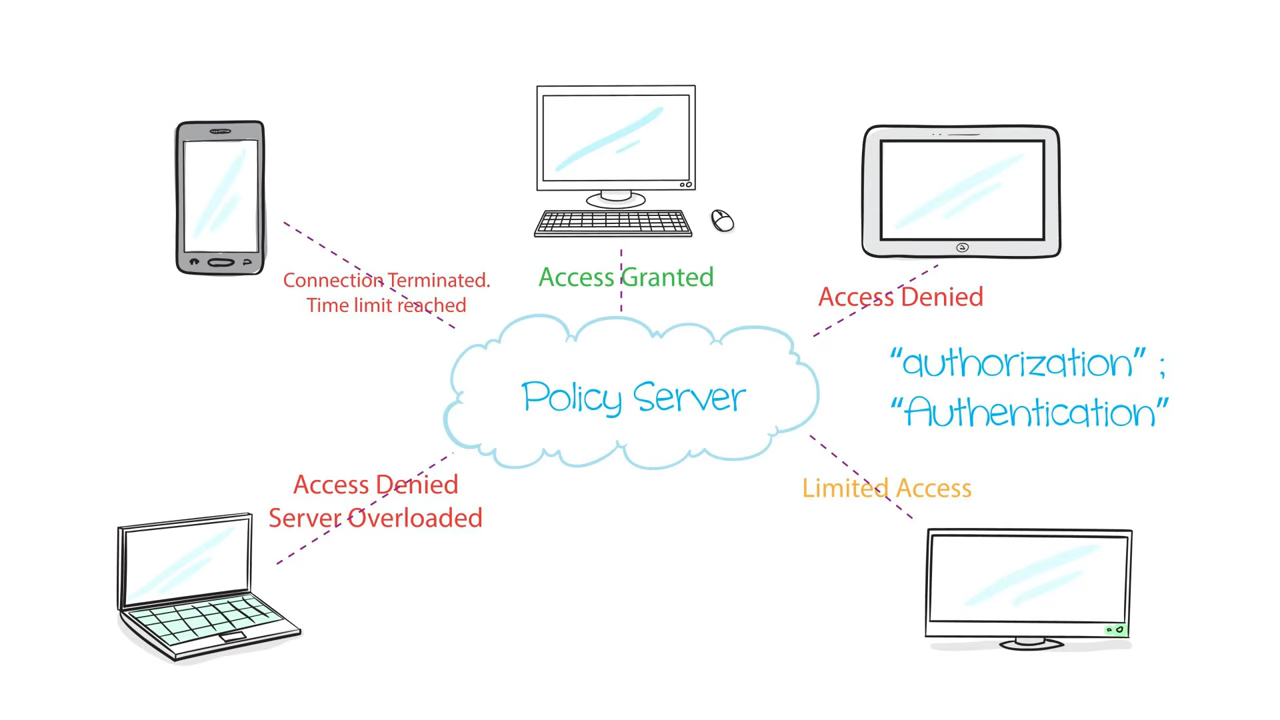 Connection Terminated.
Time limit reached
Access Granted
Access Denied
Policy Server
“authorization” ;
“Authentication”
Access Denied
Server Overloaded
Limited Access